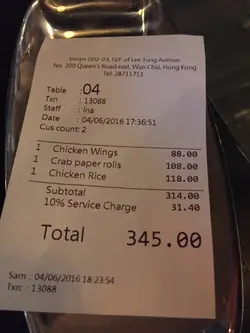 Shops G02-03, G/F of Lee Tung Avenue
No. 200 Queen's Road east, Wan Chai, Hong Kong
Tel: 28711711
Table : 04
Txn : 13088
Staff : Ina
Date : 04/06/2016 17:36:51
Cus count: 2
1 Chicken Wings 88.00
1 Crab paper rolls 108.00
1 Chicken Rice 118.00
Subtotal 314.00
10% Service Charge 31.40
Total 345.00
Sam : 04/06/2016 18:23:54
Txn: : 13088